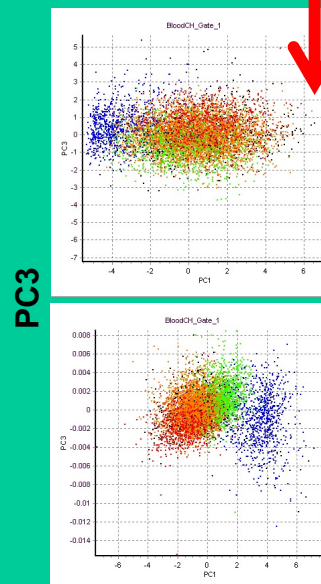 BloodCH_Gate_1
5
4
3
2
1
0
-1
-2
-3
-4
-5
-6
-7
PC3
-4 -2 0 2 4 6
PC1
PC3
BloodCH_Gate_1
0.008
0.006
0.004
0.002
0
-0.002
-0.004
-0.006
-0.008
-0.01
-0.012
-0.014
PC3
-6 -4 -2 0 2 4 6
PC1